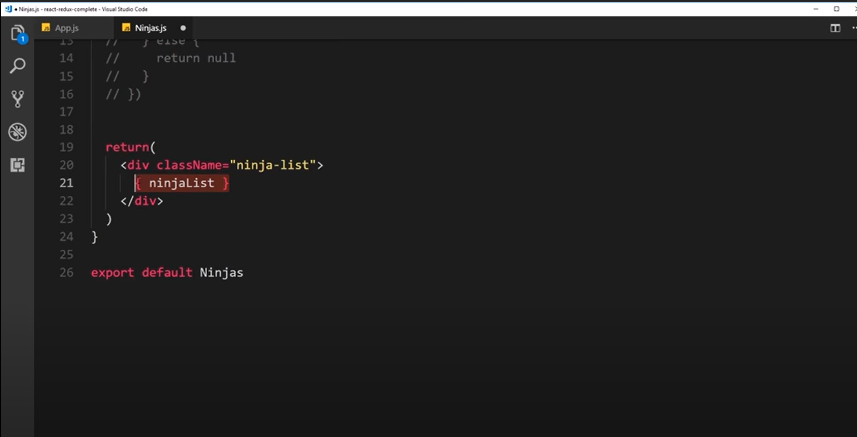 Ninjas.js - react-redux-complete - Visual Studio Code
App.js
Ninjas.js
1
13 // } else {
14 // return null
15 // }
16 // })
17
18
19 return(
20 <div className="ninja-list">
21 { ninjaList }
22 </div>
23 )
24 }
25
26 export default Ninjas